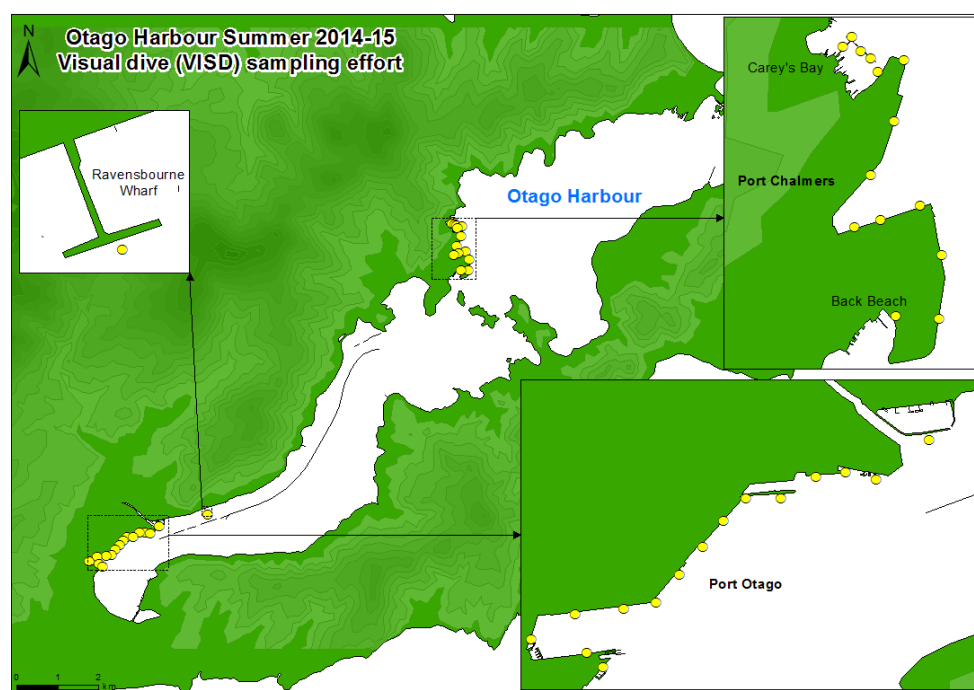 N
Otago Harbour Summer 2014-15
Visual dive (VISD) sampling effort
Carey's Bay
Ravensbourne
Wharf
Port Chalmers
Otago Harbour
Back Beach
Port Otago
0 1 2
km